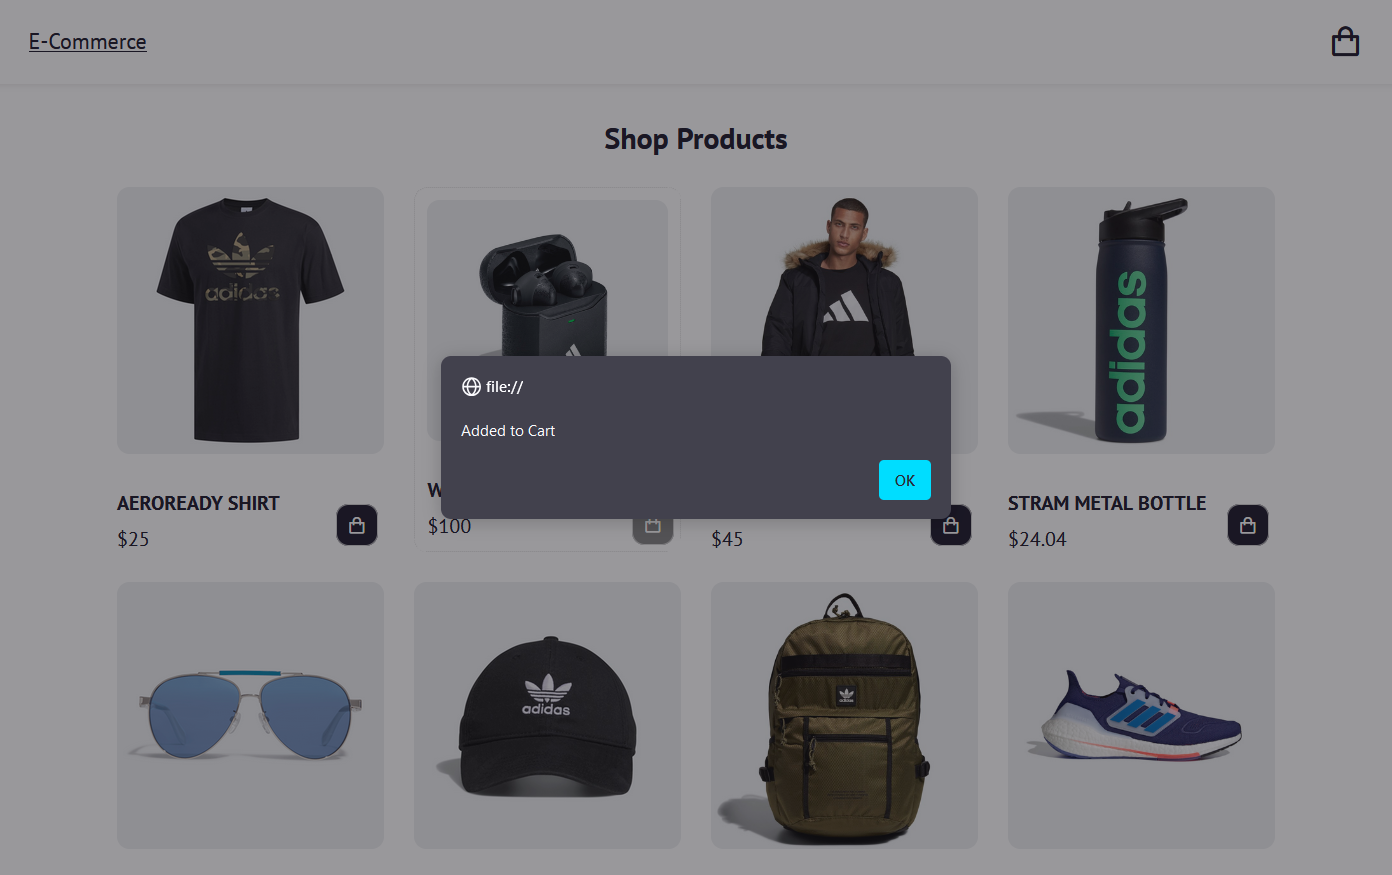 E-Commerce
Shop Products
adidas
adidas
file://
Added to Cart
OK
AEROREADY SHIRT
$25
W
$100
$45
STRAM METAL BOTTLE
$24.04
adidas